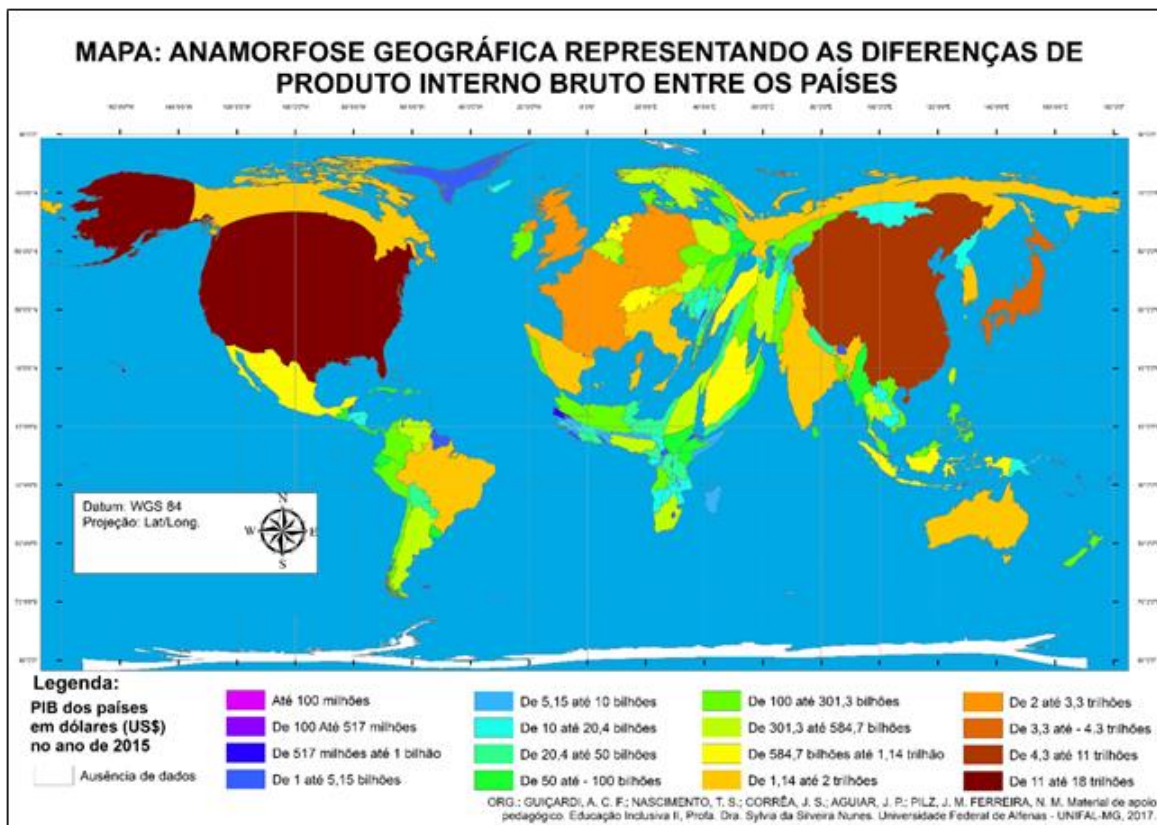 MAPA: ANAMORFOSE GEOGRÁFICA REPRESENTANDO AS DIFERENÇAS DE
PRODUTO INTERNO BRUTO ENTRE OS PAÍSES
Datum: WGS 84
Projeção: Lat/Long.
N
W E
S
Legenda:
PIB dos países
em dólares (US$)
no ano de 2015
Ausência de dados
Até 100 milhões
De 100 Até 517 milhões
De 517 milhões até 1 bilhão
De 1 até 5,15 bilhões
De 5,15 até 10 bilhões
De 10 até 20,4 bilhões
De 20,4 até 50 bilhões
De 50 até - 100 bilhões
De 100 até 301,3 bilhões
De 301,3 até 584,7 bilhões
De 584,7 bilhões até 1,14 trilhão
De 1,14 até 2 trilhões
De 2 até 3,3 trilhões
De 3,3 até - 4,3 trilhões
De 4,3 até 11 trilhões
De 11 até 18 trilhões
ORG.: GUIÇARDI, A. C. F.; NASCIMENTO, T. S.; CORRÊA, J. S.; AGUIAR, J. P.; PILZ, J. M. FERREIRA, N. M. Material de apoio
pedagógico. Educação Inclusiva II, Profa. Dra. Sylvia da Silveira Nunes. Universidade Federal de Alfenas - UNIFAL-MG, 2017.